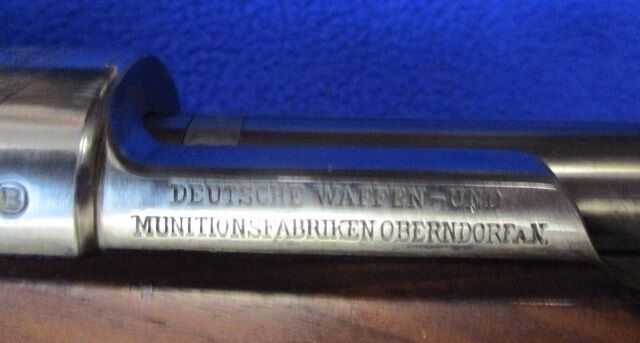 B
DEUTSCHE WAFFEN-UND
MUNITIONSFABRIKEN OBERNDORF A.N.